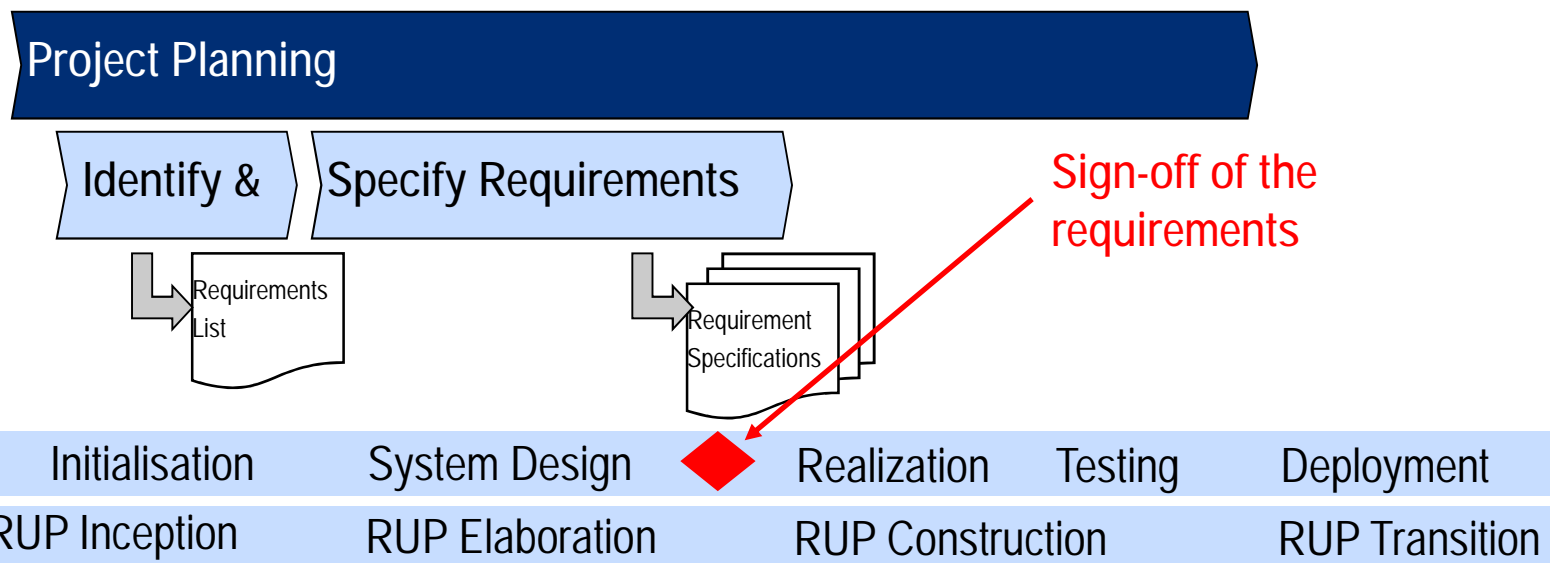 Project Planning
Identify &
Specify Requirements
Sign-off of the
requirements
Requirements
List
Requirement
Specifications
Initialisation System Design Realization Testing Deployment
RUP Inception RUP Elaboration RUP Construction RUP Transition